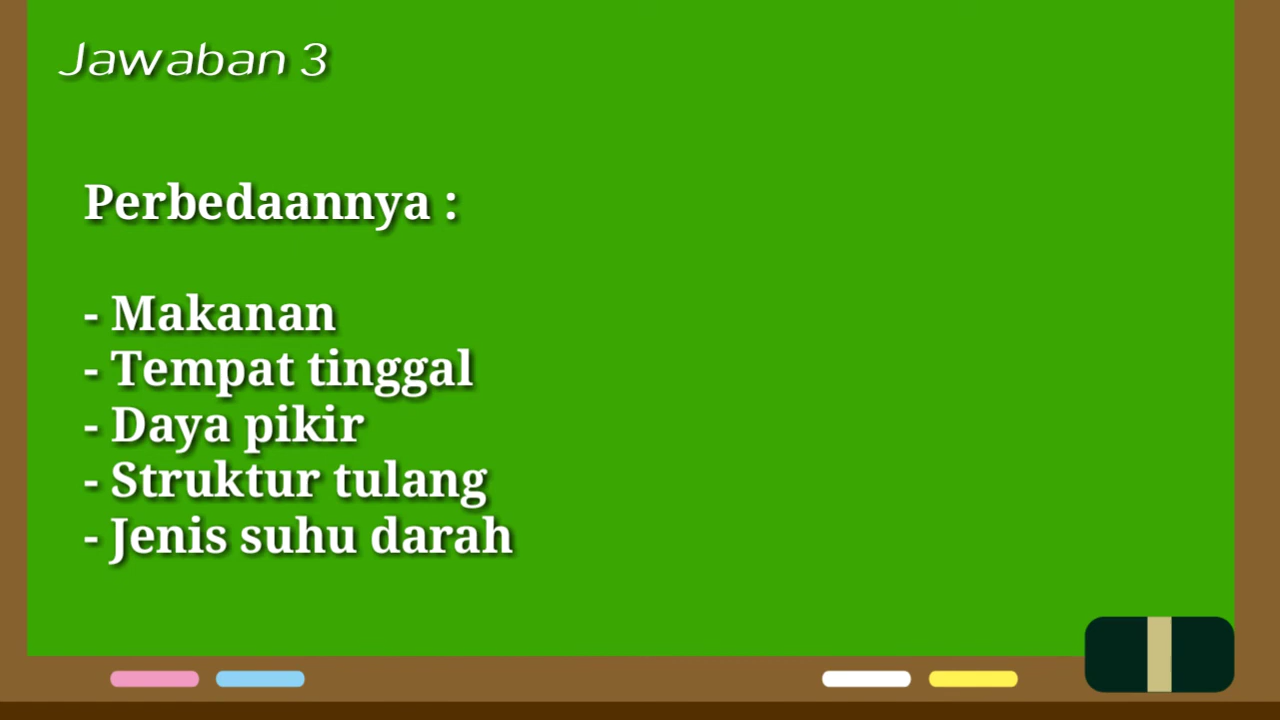 Jawaban 3
Perbedaannya :
- Makanan
- Tempat tinggal
- Daya pikir
- Struktur tulang
- Jenis suhu darah